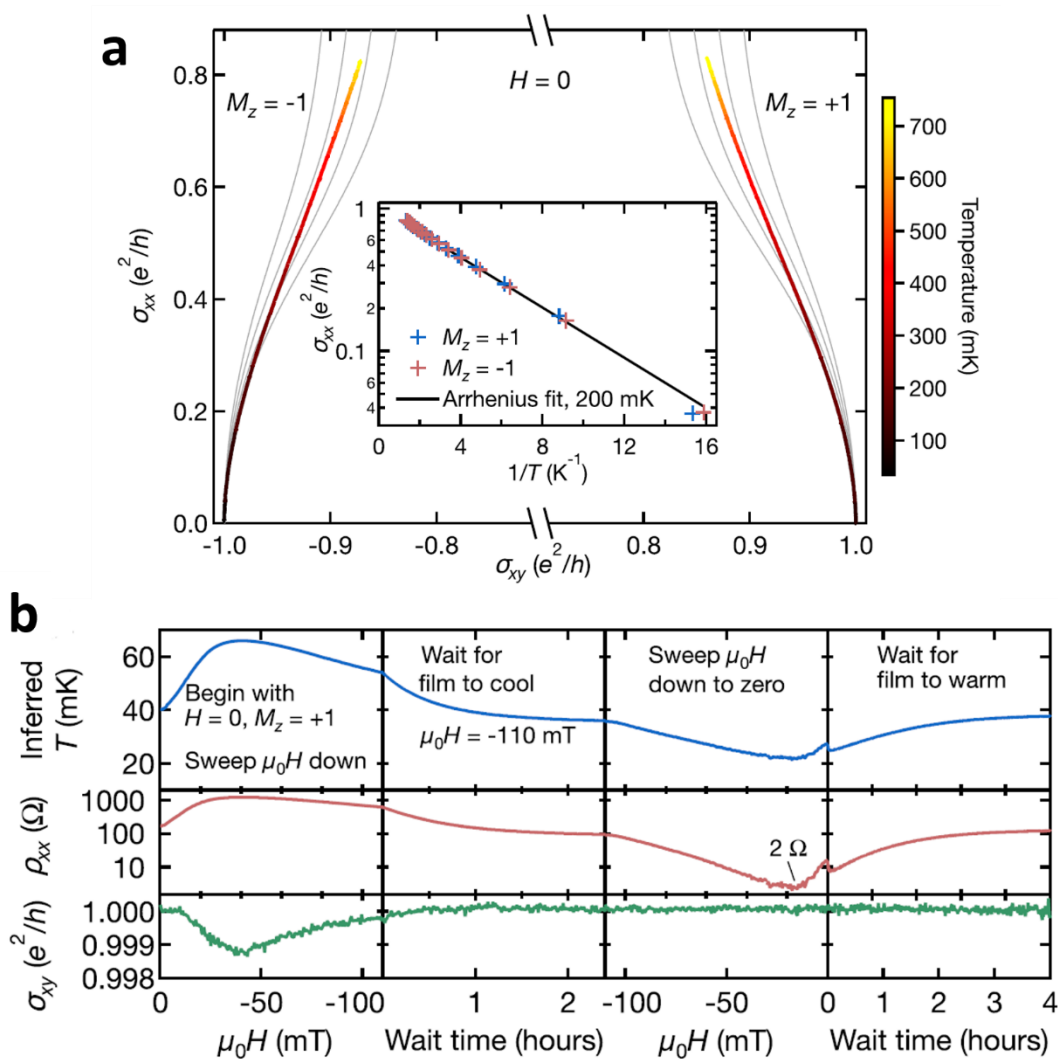 a
M_z = -1
H = 0
M_z = +1
σ_xx (e²/h)
0.8
0.6
0.4
0.2
0.0
-1.0
-0.9
-0.8
0.8
0.9
1.0
σ_xy (e²/h)
Temperature (mK)
700
600
500
400
300
200
100
σ_xx (e²/h)
1
6
4
2
0.1
6
4
M_z = +1
M_z = -1
Arrhenius fit, 200 mK
0
4
8
12
16
1/T (K⁻¹)
b
Inferred
T (mK)
60
40
20
Begin with
H = 0, M_z = +1
Sweep μ₀H down
Wait for
film to cool
μ₀H = -110 mT
Sweep μ₀H
down to zero
Wait for
film to warm
ρ_xx (Ω)
1000
100
10
2 Ω
σ_xy (e²/h)
1.000
0.999
0.998
0
-50
-100
1
2
-100
-50
0
1
2
3
4
μ₀H (mT)
Wait time (hours)
μ₀H (mT)
Wait time (hours)